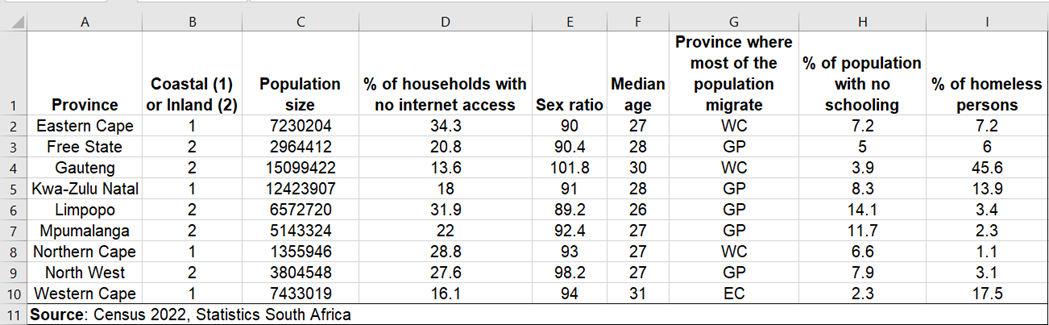 A B C D E F G H I
1 Province Coastal (1) or Inland (2) Population size % of households with no internet access Sex ratio Median age Province where most of the population migrate % of population with no schooling % of homeless persons
2 Eastern Cape 1 7230204 34.3 90 27 WC 7.2 7.2
3 Free State 2 2964412 20.8 90.4 28 GP 5 6
4 Gauteng 2 15099422 13.6 101.8 30 WC 3.9 45.6
5 Kwa-Zulu Natal 1 12423907 18 91 28 GP 8.3 13.9
6 Limpopo 2 6572720 31.9 89.2 26 GP 14.1 3.4
7 Mpumalanga 2 5143324 22 92.4 27 GP 11.7 2.3
8 Northern Cape 1 1355946 28.8 93 27 WC 6.6 1.1
9 North West 2 3804548 27.6 98.2 27 GP 7.9 3.1
10 Western Cape 1 7433019 16.1 94 31 EC 2.3 17.5
11 Source: Census 2022, Statistics South Africa